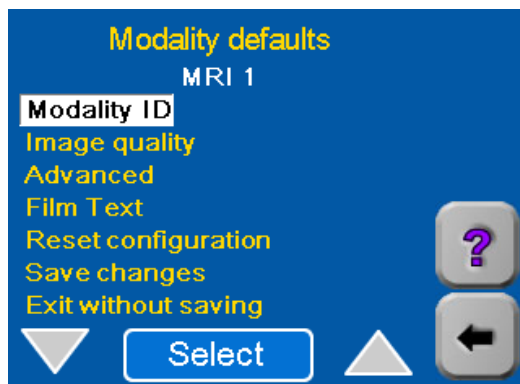 Modality defaults
MRI 1
Modality ID
Image quality
Advanced
Film Text
Reset configuration
Save changes
Exit without saving
?
Select